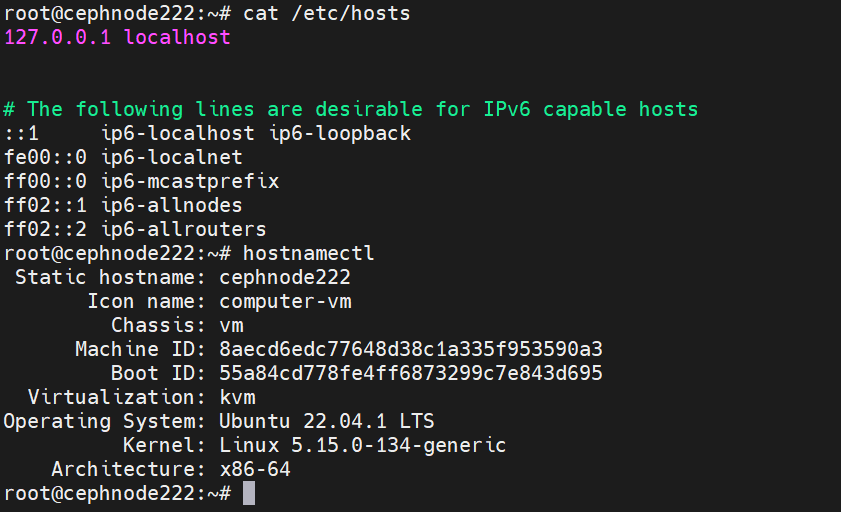 root@cephnode222:~# cat /etc/hosts
127.0.0.1 localhost
# The following lines are desirable for IPv6 capable hosts
::1     ip6-localhost ip6-loopback
fe00::0 ip6-localnet
ff00::0 ip6-mcastprefix
ff02::1 ip6-allnodes
ff02::2 ip6-allrouters
root@cephnode222:~# hostnamectl
 Static hostname: cephnode222
       Icon name: computer-vm
         Chassis: vm
      Machine ID: 8aecd6edc77648d38c1a335f953590a3
         Boot ID: 55a84cd778fe4ff6873299c7e843d695
  Virtualization: kvm
Operating System: Ubuntu 22.04.1 LTS
          Kernel: Linux 5.15.0-134-generic
    Architecture: x86-64
root@cephnode222:~#